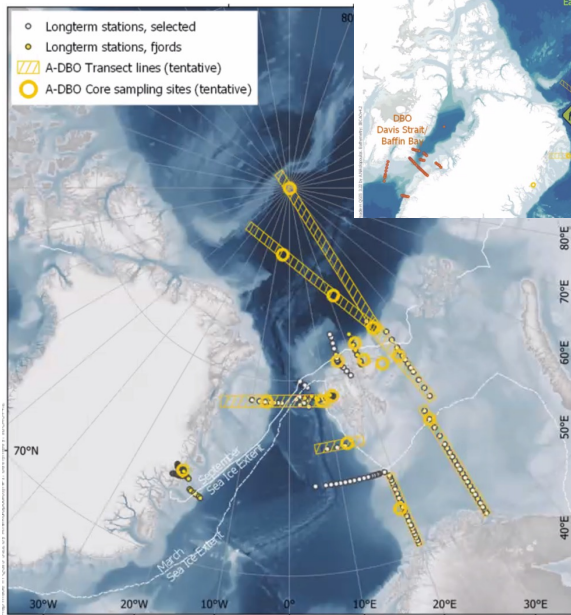 80
Longterm stations, selected
Longterm stations, fjords
A-DBO Transect lines (tentative)
A-DBO Core sampling sites (tentative)
DBO
Davis Strait/
Baffin Bay
80°E
70°E
60°E
50°E
40°E
70°N
September
Sea Ice Extent
March
Sea Ice Extent
30°W
20°W
10°W
0°
10°E
20°E
30°E